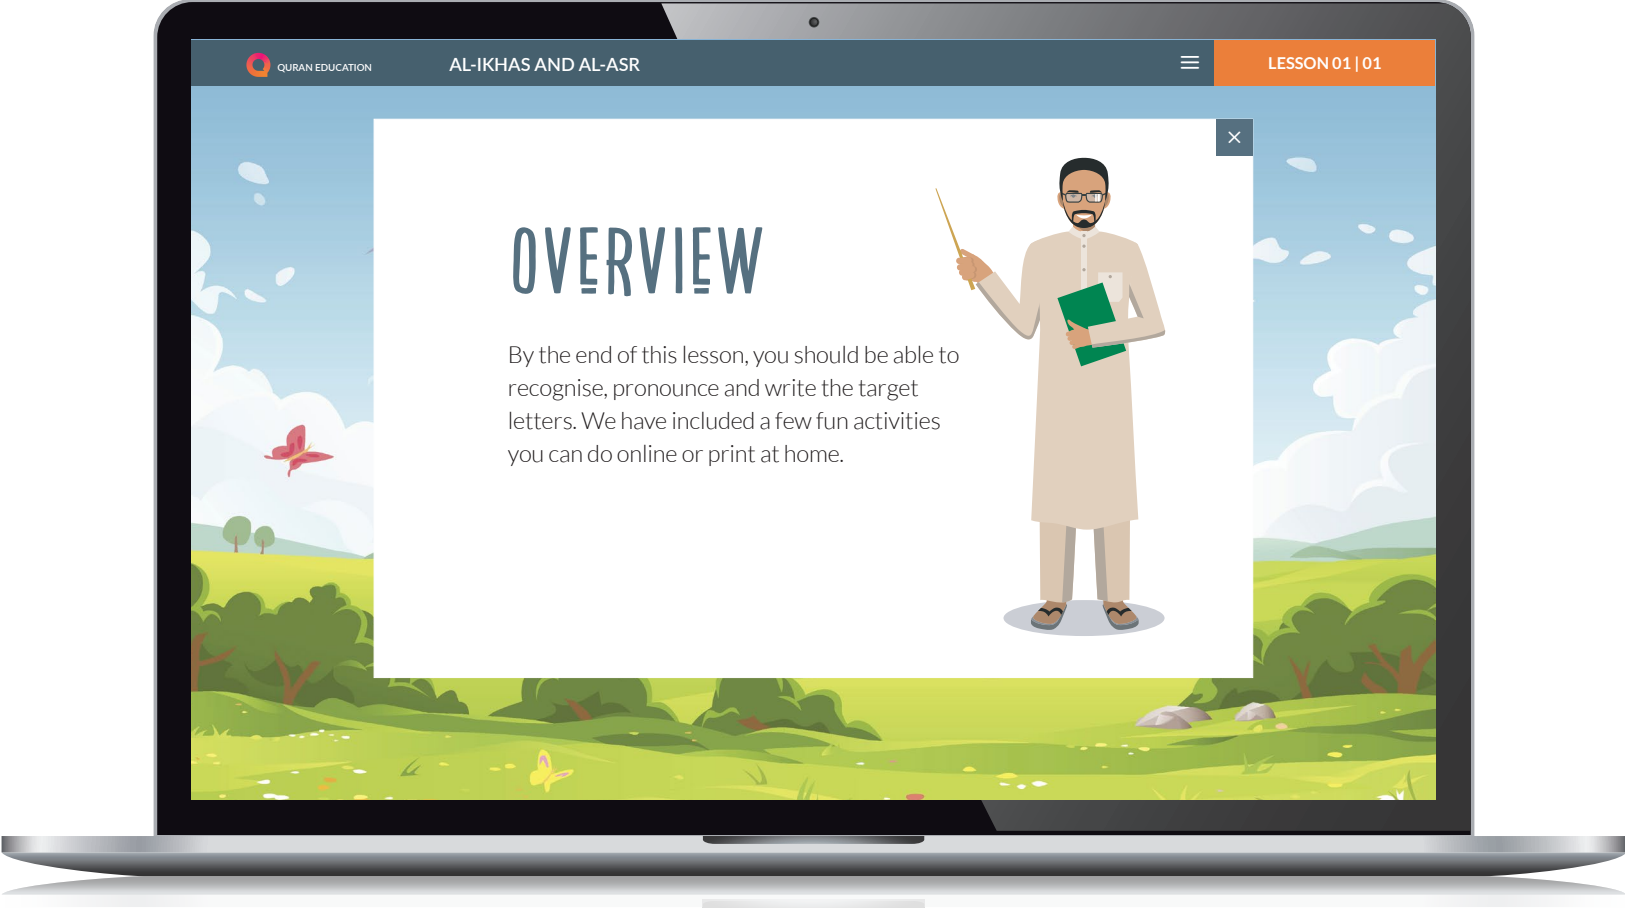 QURAN EDUCATION
AL-IKHAS AND AL-ASR
LESSON 01 | 01
OVERVIEW
By the end of this lesson, you should be able to
recognise, pronounce and write the target
letters. We have included a few fun activities
you can do online or print at home.